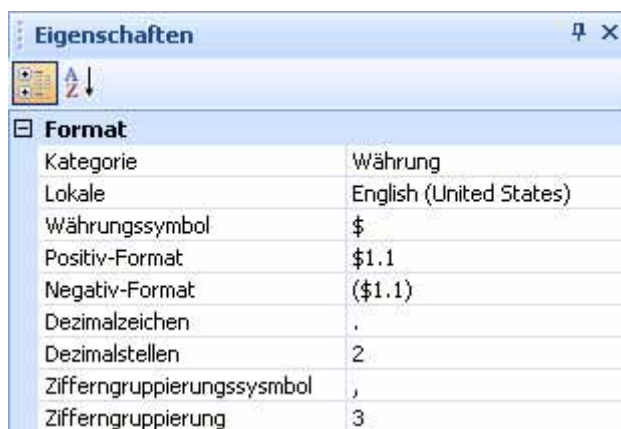 Eigenschaften
A
Z
Format
Kategorie Währung
Lokale English (United States)
Währungssymbol $
Positiv-Format $1.1
Negativ-Format ($1.1)
Dezimalzeichen .
Dezimalstellen 2
Zifferngruppierungssysmbol ,
Zifferngruppierung 3